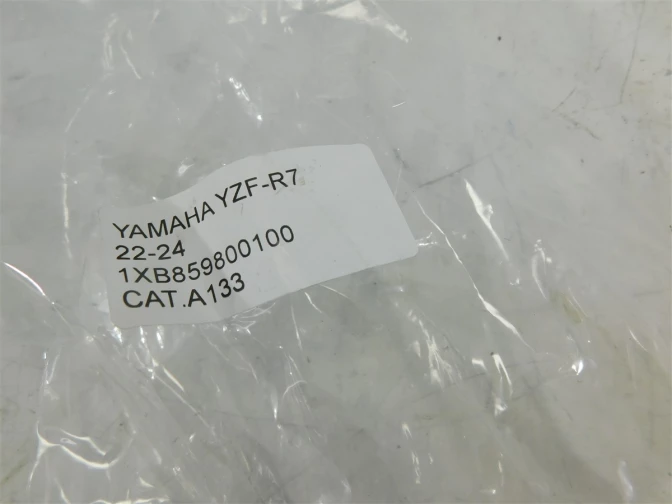 YAMAHA YZF-R7
22-24
1XB859800100
CAT.A133